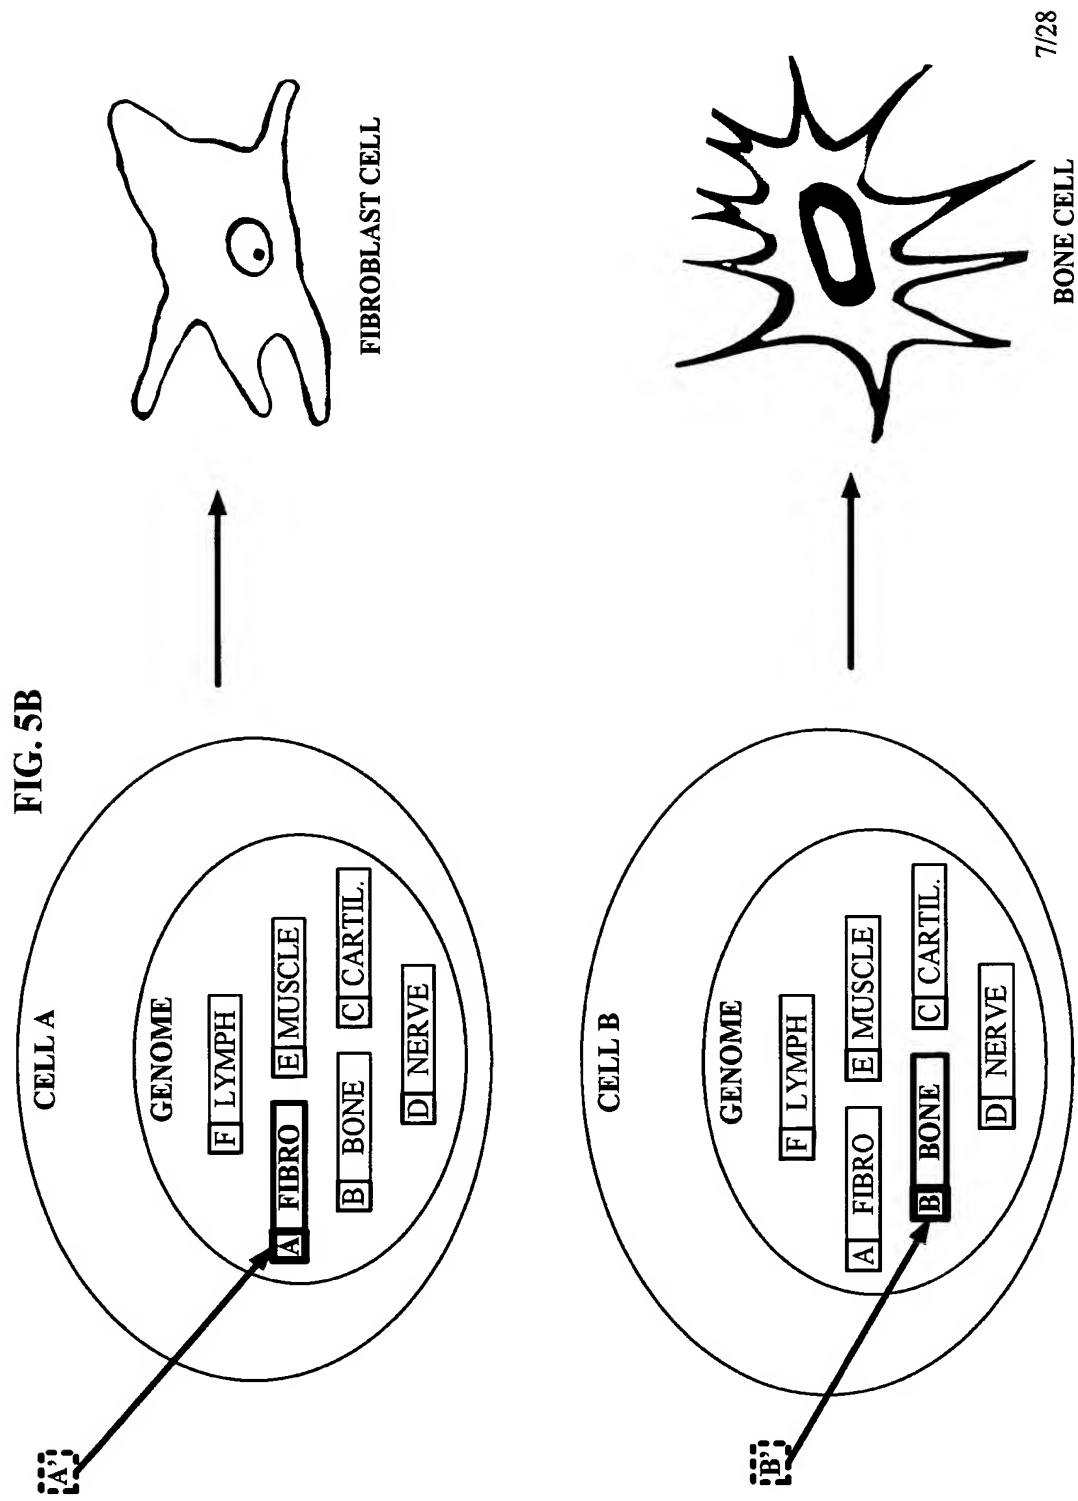 FIG. 5B
CELL A
GENOME
F LYMPH
A FIBRO
E MUSCLE
B BONE
C CARTIL.
D NERVE
A'
FIBROBLAST CELL
CELL B
GENOME
F LYMPH
A FIBRO
E MUSCLE
B BONE
C CARTIL.
D NERVE
B'
BONE CELL
7/28